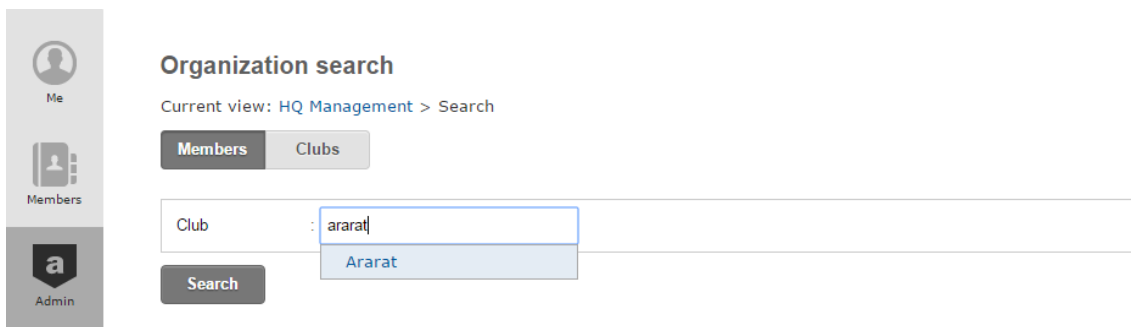 Me
Members
a
Admin
Organization search
Current view: HQ Management > Search
Members Clubs
Club : ararat
Ararat
Search